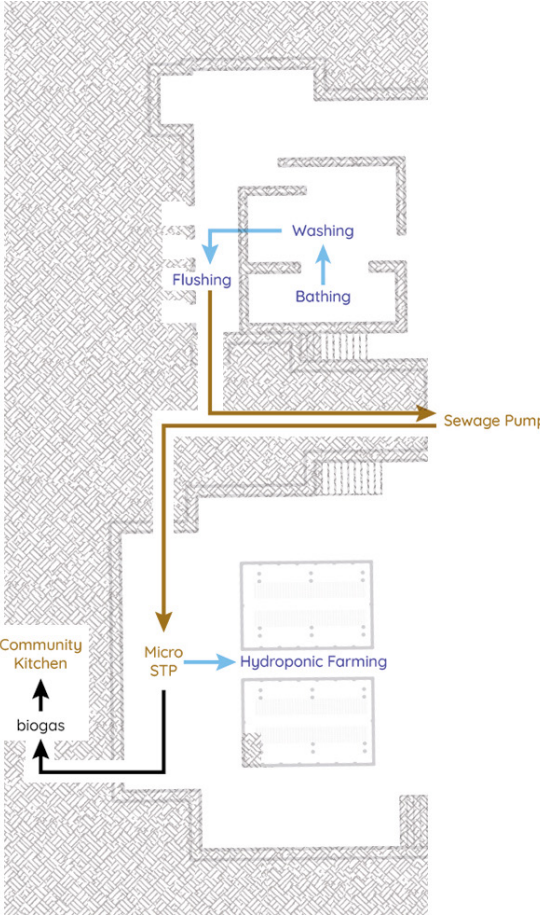 Washing
Flushing
Bathing
Sewage Pump
Community
Kitchen
Micro
STP
Hydroponic Farming
biogas